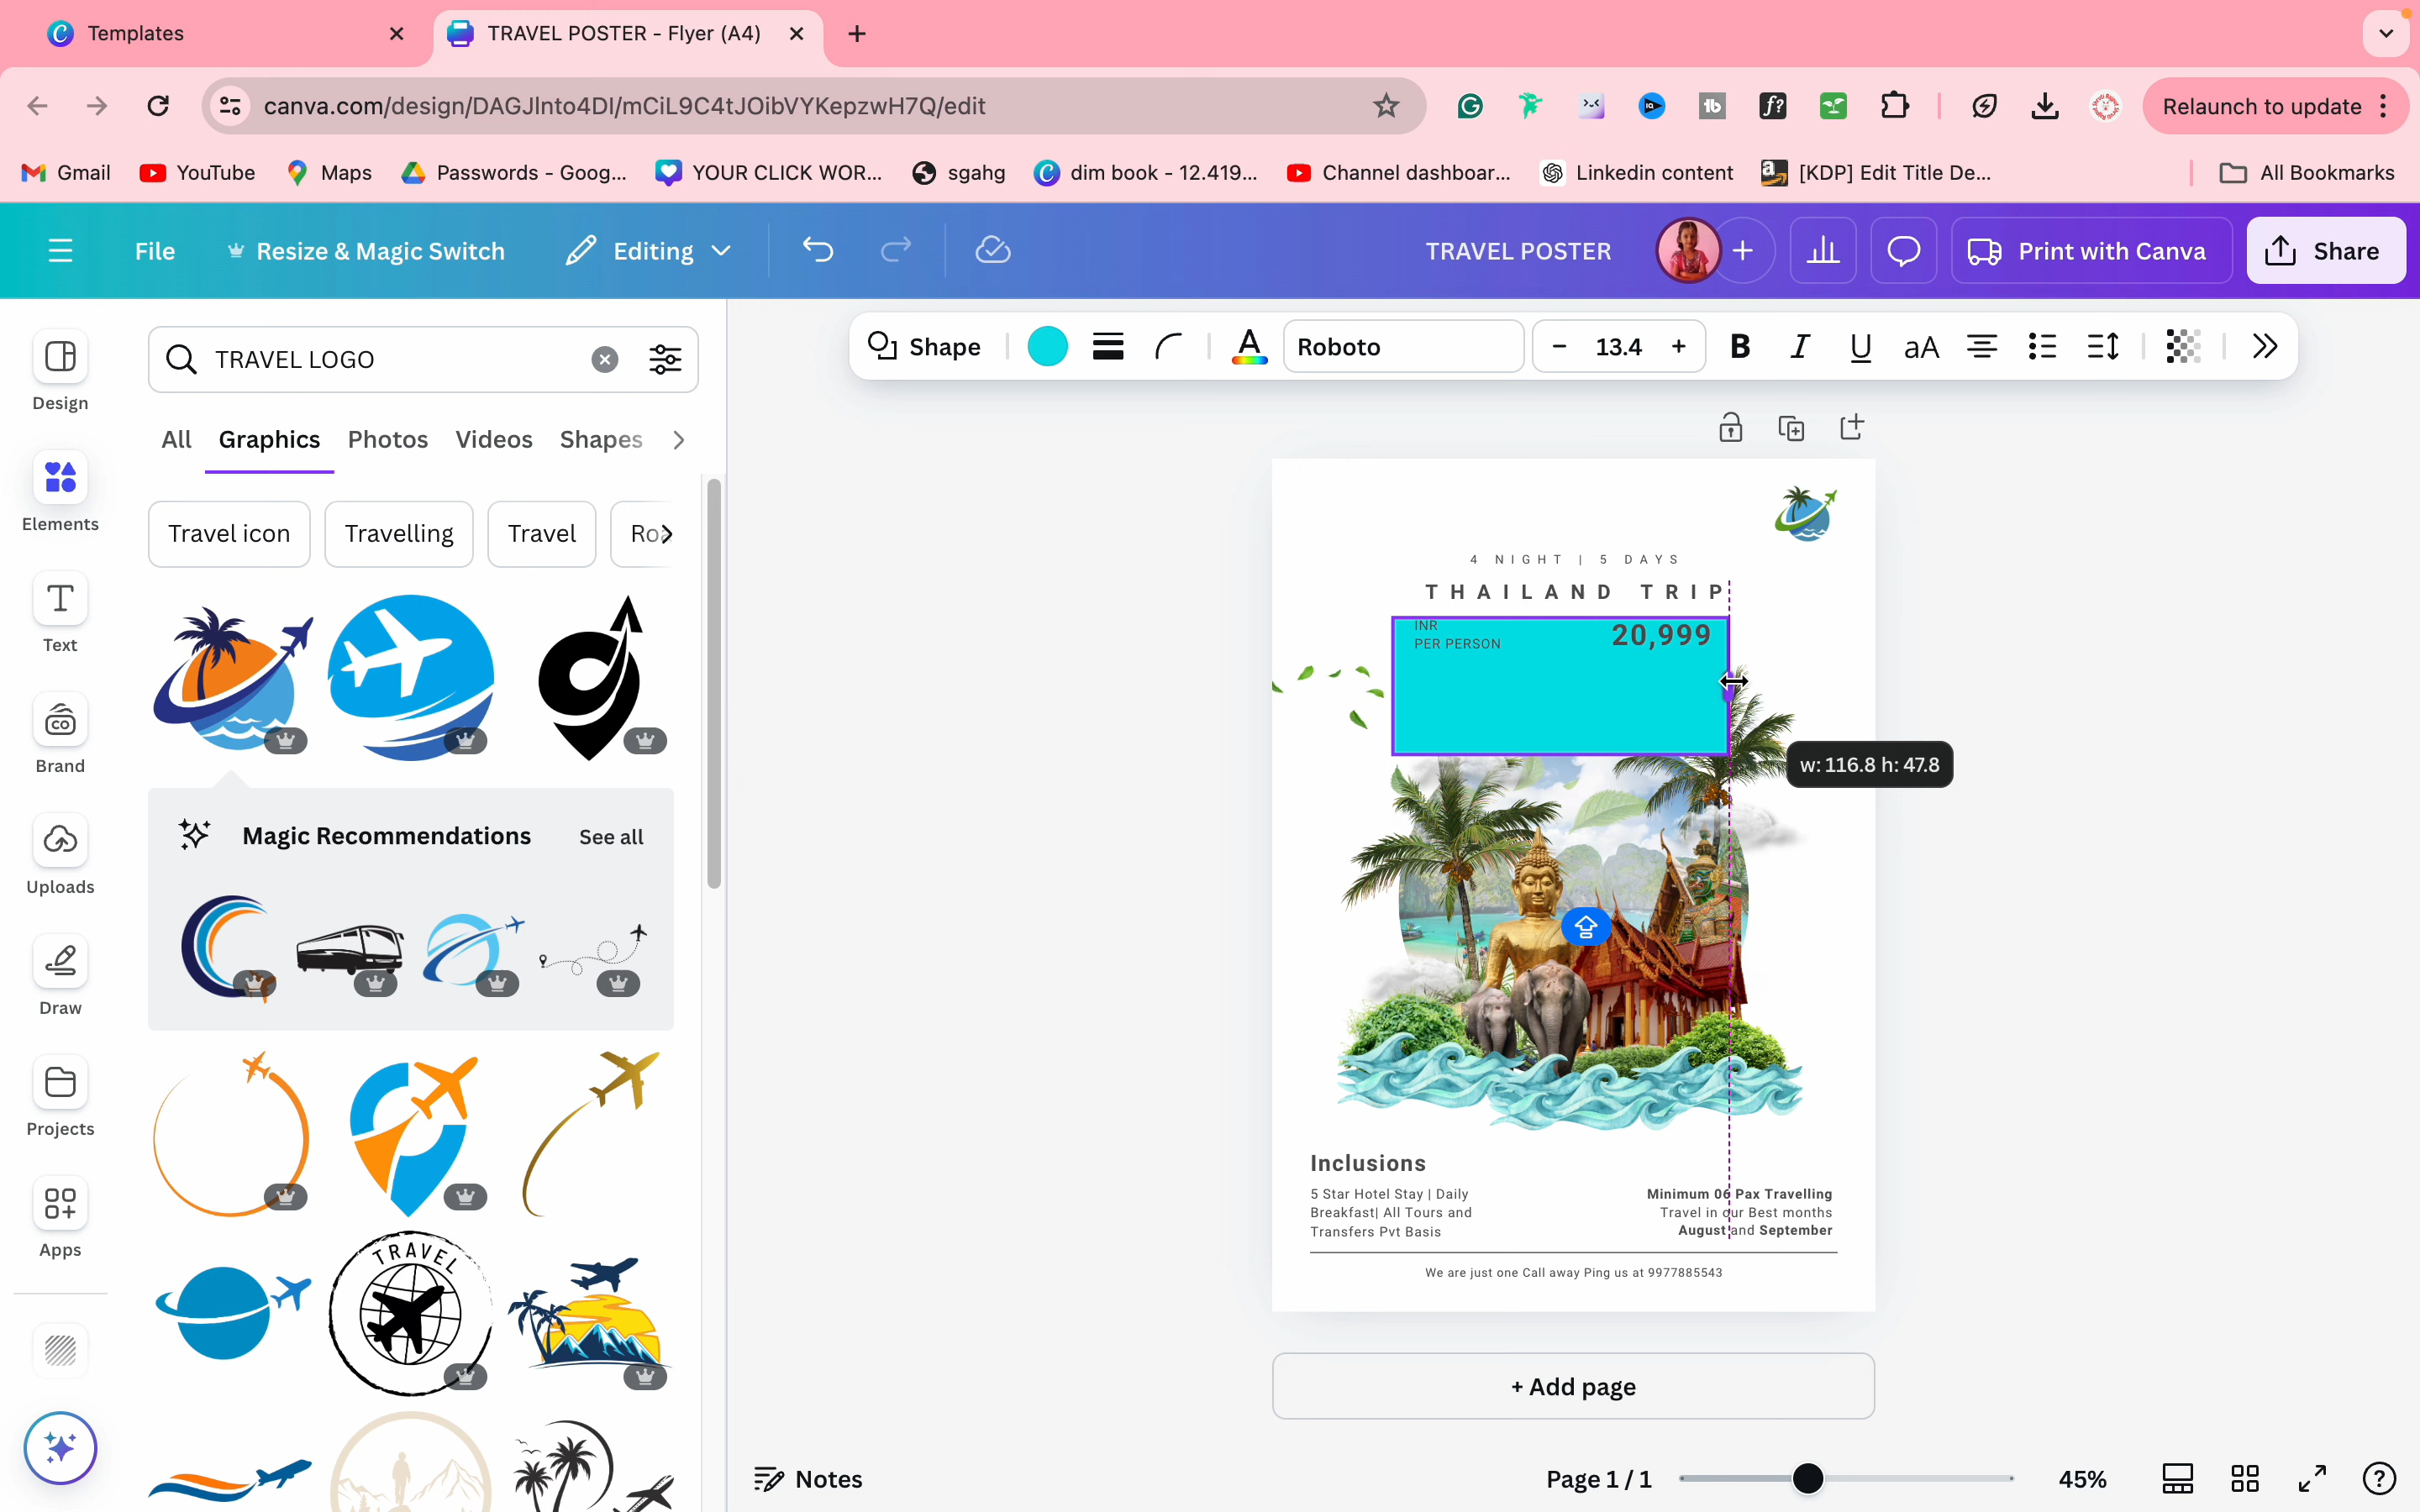 Templates
TRAVEL POSTER - Flyer (A4)
canva.com/design/DAGJInto4DI/mCiL9C4tJOibVYKepzwH7Q/edit
Relaunch to update
Gmail
YouTube
Maps
Passwords - Goog...
YOUR CLICK WOR...
sgahg
dim book - 12.419...
Channel dashboar...
Linkedin content
[KDP] Edit Title De...
All Bookmarks
File
Resize & Magic Switch
Editing
TRAVEL POSTER
Print with Canva
Share
Design
Elements
Text
Brand
Uploads
Draw
Projects
Apps
TRAVEL LOGO
All
Graphics
Photos
Videos
Shapes
Travel icon
Travelling
Travel
Magic Recommendations
See all
TRAVEL
Shape
Roboto
13.4
4 NIGHT | 5 DAYS
THAILAND TRIP
INR
PER PERSON
20,999
w: 116.8 h: 47.8
Inclusions
5 Star Hotel Stay | Daily
Breakfast| All Tours and
Transfers Pvt Basis
Minimum 06 Pax Travelling
Travel in our Best months
August and September
We are just one Call away Ping us at 9977885543
+ Add page
Notes
Page 1 / 1
45%